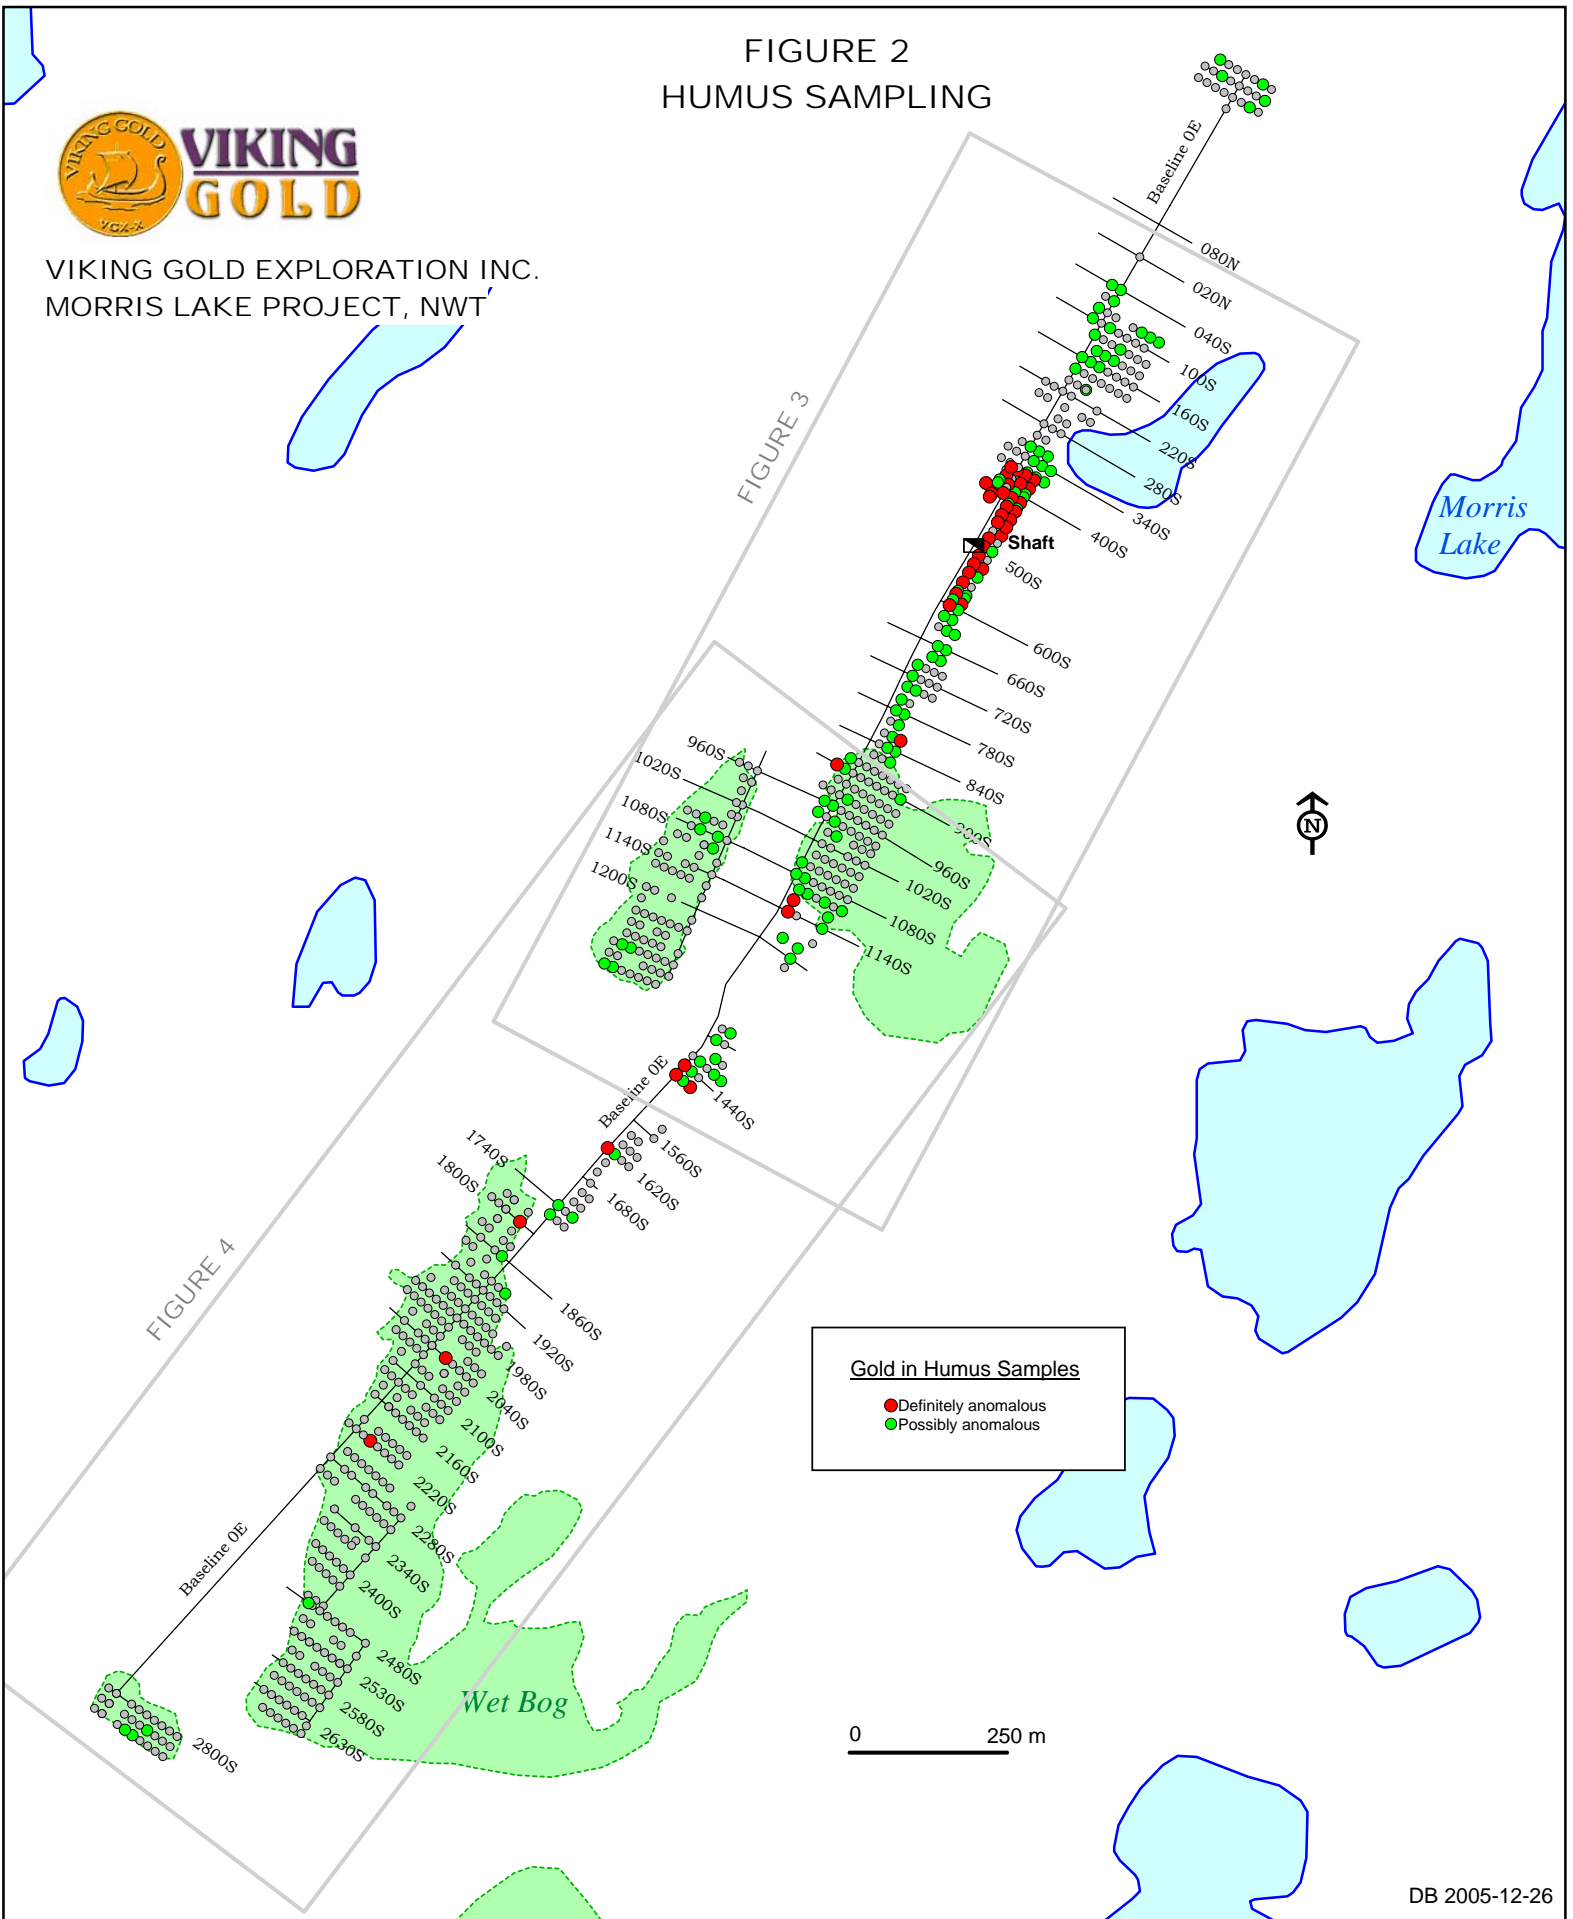 FIGURE 2
HUMUS SAMPLING
VIKING GOLD
VGX-X
VIKING
GOLD
VIKING GOLD EXPLORATION INC.
MORRIS LAKE PROJECT, NWT
Baseline 0E
080N
020N
040S
100S
160S
220S
280S
340S
400S
Shaft
500S
600S
660S
720S
780S
840S
900S
960S
1020S
1080S
1140S
FIGURE 3
Morris
Lake
N
960S
1020S
1080S
1140S
1200S
Baseline 0E
1440S
1560S
1620S
1680S
1740S
1800S
1860S
1920S
1980S
2040S
2100S
2160S
2220S
2280S
2340S
2400S
2480S
2530S
2580S
2630S
2800S
FIGURE 4
Baseline 0E
Wet Bog
Gold in Humus Samples
Definitely anomalous
Possibly anomalous
0 250 m
DB 2005-12-26